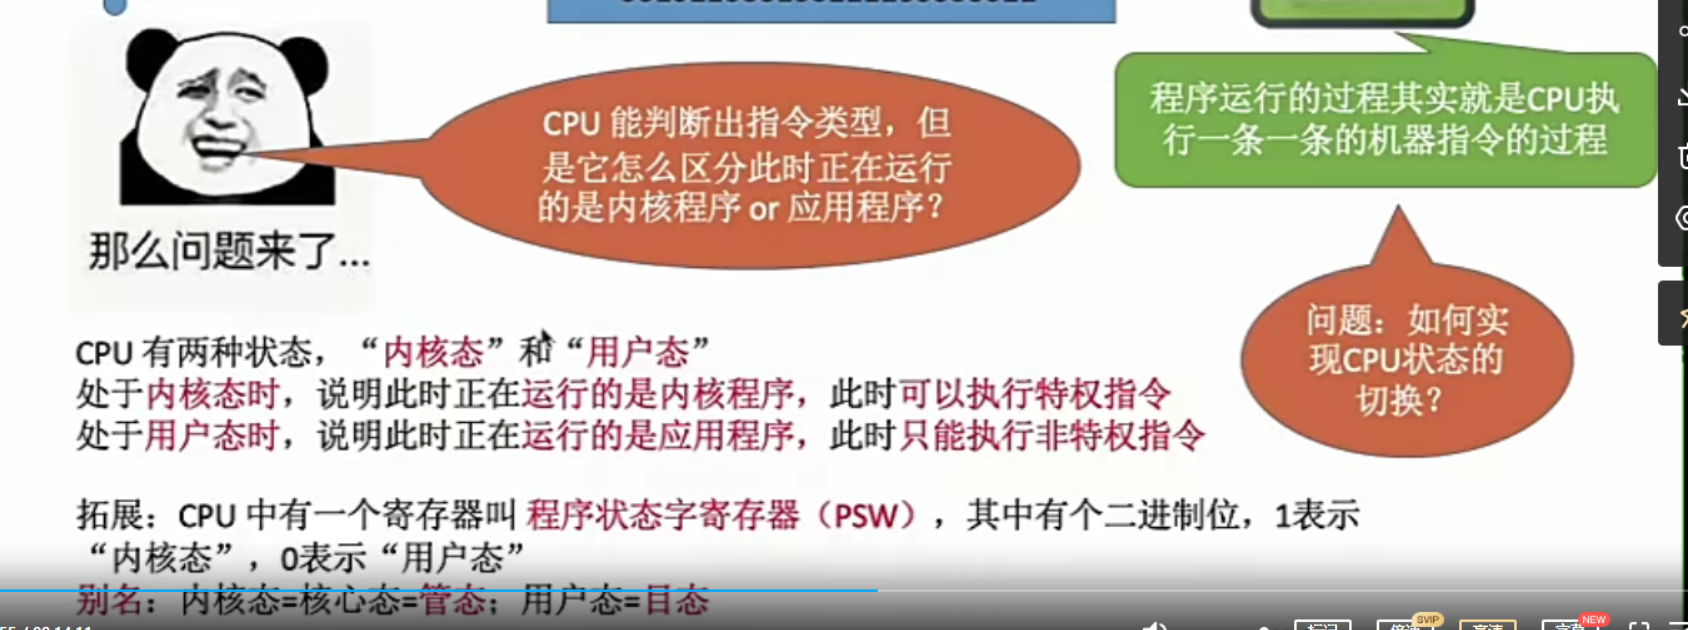 程序运行的过程其实就是CPU执
行一条一条的机器指令的过程
CPU 能判断出指令类型，但
是它怎么区分此时正在运行
的是内核程序 or 应用程序？
那么问题来了...
问题：如何实
现CPU状态的
切换？
CPU 有两种状态，“内核态”和“用户态”
处于内核态时，说明此时正在运行的是内核程序，此时可以执行特权指令
处于用户态时，说明此时正在运行的是应用程序，此时只能执行非特权指令
拓展：CPU 中有一个寄存器叫 程序状态字寄存器（PSW），其中有个二进制位，1表示
“内核态”，0表示“用户态”
别名：内核态=核心态=管态；用户态=目态
SVIP
NEW